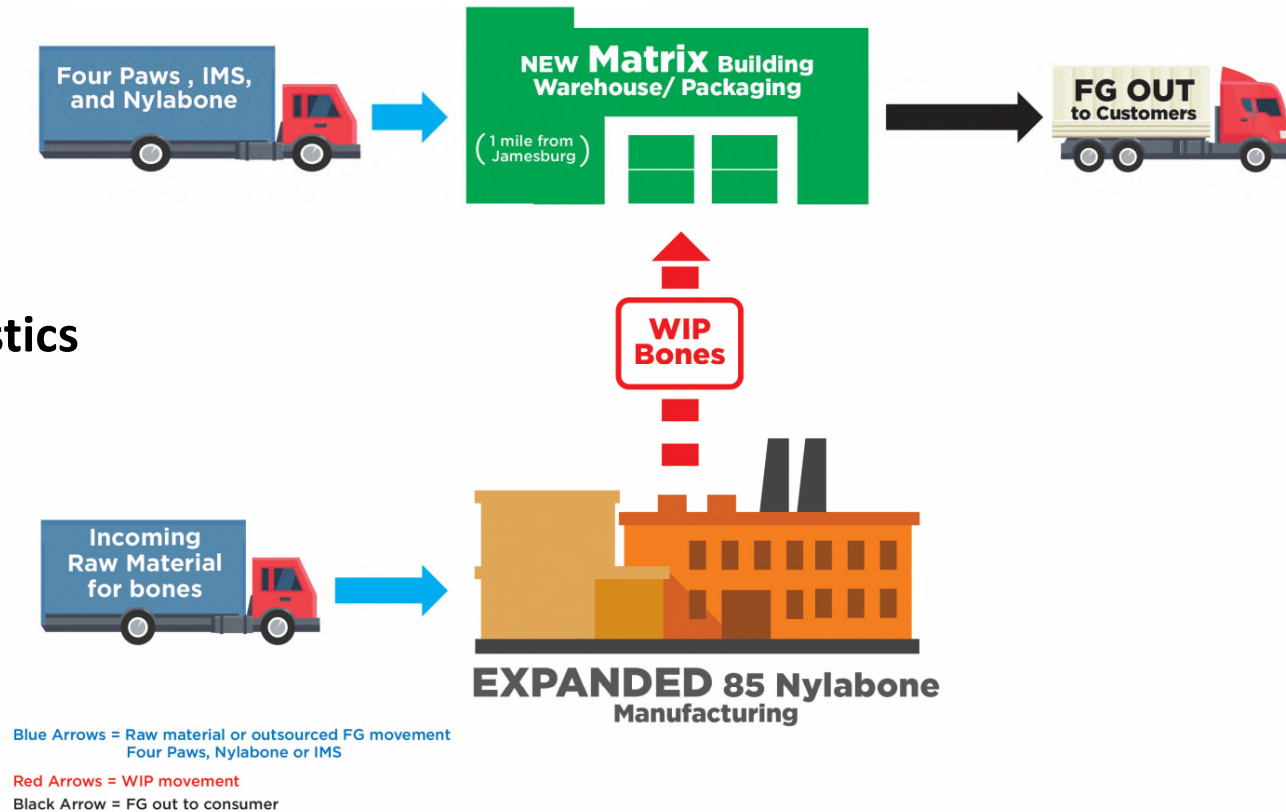 Four Paws , IMS,
and Nylabone
NEW Matrix Building
Warehouse/ Packaging
( 1 mile from
Jamesburg )
FG OUT
to Customers
stics
WIP
Bones
Incoming
Raw Material
for bones
EXPANDED 85 Nylabone
Manufacturing
Blue Arrows = Raw material or outsourced FG movement
Four Paws, Nylabone or IMS
Red Arrows = WIP movement
Black Arrow = FG out to consumer